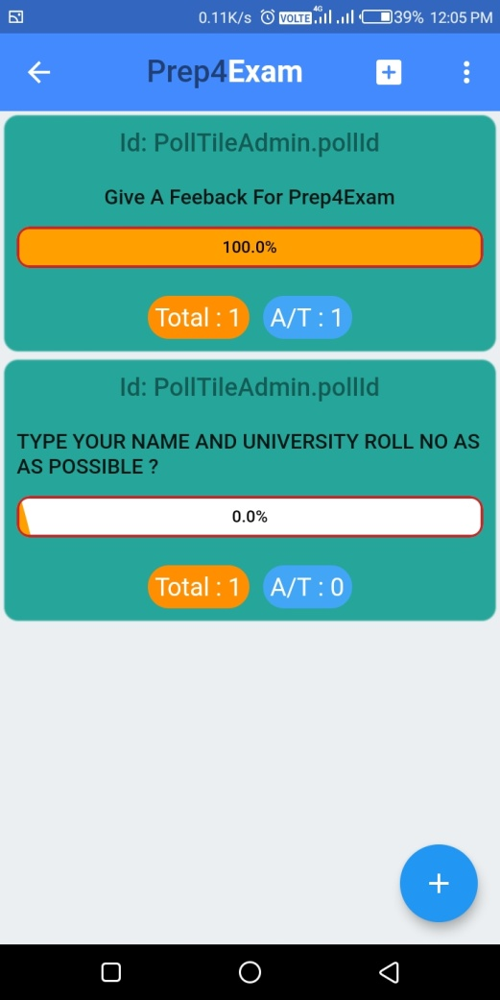 0.11K/s VOLTE 4G 39% 12:05 PM
Prep4Exam
Id: PollTileAdmin.pollId
Give A Feeback For Prep4Exam
100.0%
Total : 1 A/T : 1
Id: PollTileAdmin.pollId
TYPE YOUR NAME AND UNIVERSITY ROLL NO AS
AS POSSIBLE ?
0.0%
Total : 1 A/T : 0